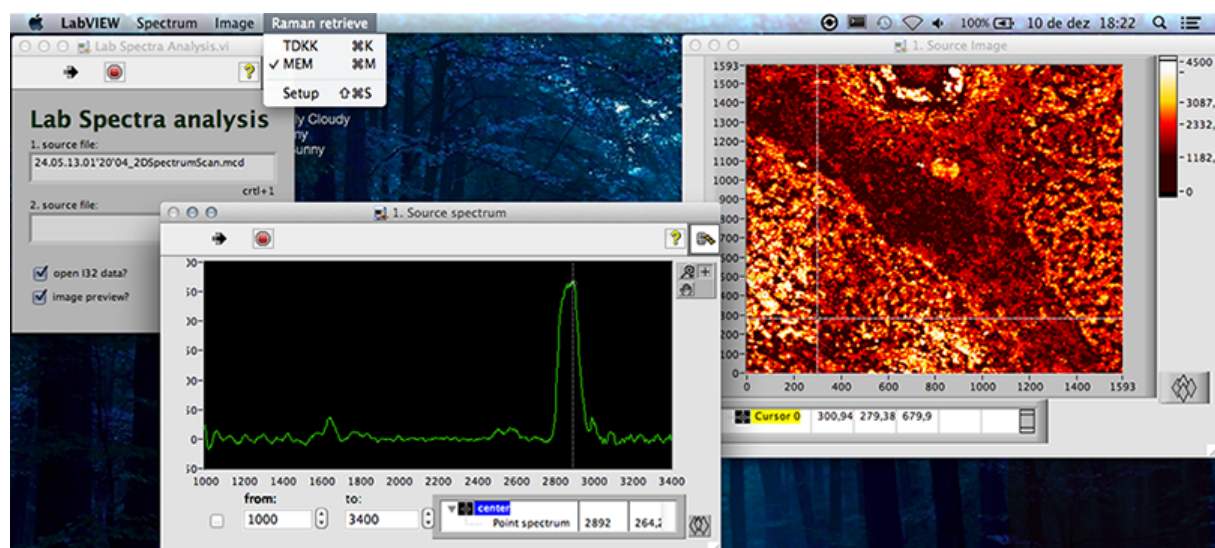 LabVIEW Spectrum Image Raman retrieve 100% 10 de dez 18:22
TDKK ⌘K
✓ MEM ⌘M
Setup ⇧⌘S
Lab Spectra Analysis.vi
Lab Spectra analysis
1. source file:
24.05.13.01'20'04_2DSpectrumScan.mcd
crtl+1
2. source file:
open I32 data?
image preview?
ly Cloudy
ny
unny
1. Source spectrum
1000 1200 1400 1600 1800 2000 2200 2400 2600 2800 3000 3200 3400
from: to:
1000 3400
center
Point spectrum 2892 264,2
1. Source Image
1593
1500
1400
1300
1200
1100
1000
900
800
700
600
500
400
300
200
100
0
0 200 400 600 800 1000 1200 1400 1593
4500
3087,
2332,
1182,
0
Cursor 0 300,94 279,38 679,9